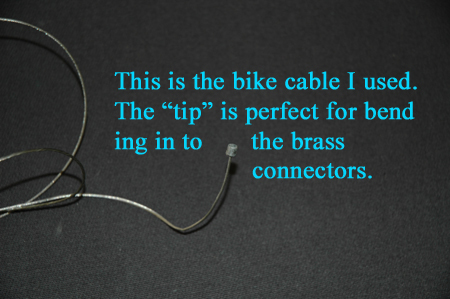 This is the bike cable I used.
The “tip” is perfect for bend
ing in to the brass
connectors.